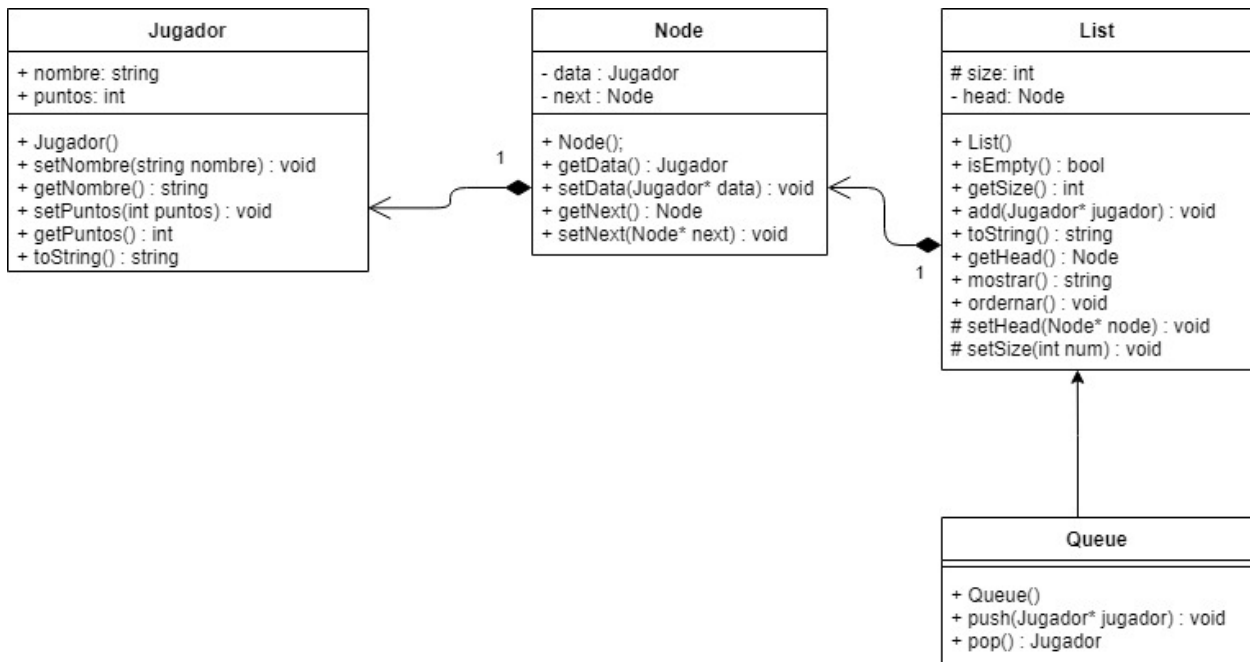 Jugador
+ nombre: string
+ puntos: int
+ Jugador()
+ setNombre(string nombre) : void
+ getNombre() : string
+ setPuntos(int puntos) : void
+ getPuntos() : int
+ toString() : string
1
Node
- data : Jugador
- next : Node
+ Node();
+ getData() : Jugador
+ setData(Jugador* data) : void
+ getNext() : Node
+ setNext(Node* next) : void
1
List
# size: int
- head: Node
+ List()
+ isEmpty() : bool
+ getSize() : int
+ add(Jugador* jugador) : void
+ toString() : string
+ getHead() : Node
+ mostrar() : string
+ ordernar() : void
# setHead(Node* node) : void
# setSize(int num) : void
Queue
+ Queue()
+ push(Jugador* jugador) : void
+ pop() : Jugador